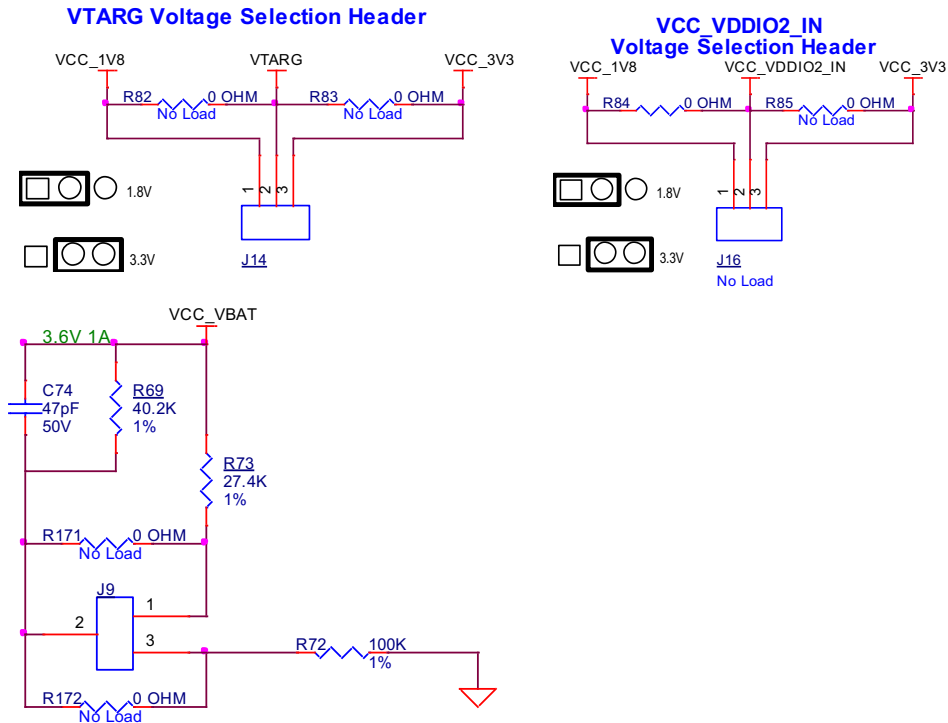 VTARG Voltage Selection Header
VCC_1V8
VTARG
VCC_3V3
R82
0 OHM
No Load
R83
0 OHM
No Load
1
2
3
1.8V
3.3V
J14
VCC_VDDIO2_IN
Voltage Selection Header
VCC_1V8
VCC_VDDIO2_IN
VCC_3V3
R84
0 OHM
R85
0 OHM
No Load
1
2
3
1.8V
3.3V
J16
No Load
VCC_VBAT
3.6V 1A
C74
47pF
50V
R69
40.2K
1%
R73
27.4K
1%
R171
0 OHM
No Load
J9
1
2
3
R72
100K
1%
R172
0 OHM
No Load